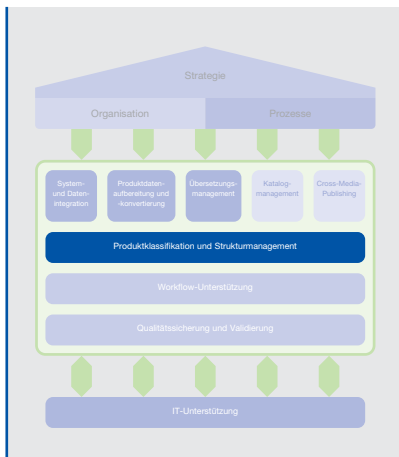 Strategie
Organisation
Prozesse
System-
und Daten-
integration
Produktdaten-
aufbereitung und
-konvertierung
Übersetzungs-
management
Katalog-
management
Cross-Media-
Publishing
Produktklassifikation und Strukturmanagement
Workflow-Unterstützung
Qualitätssicherung und Validierung
IT-Unterstützung